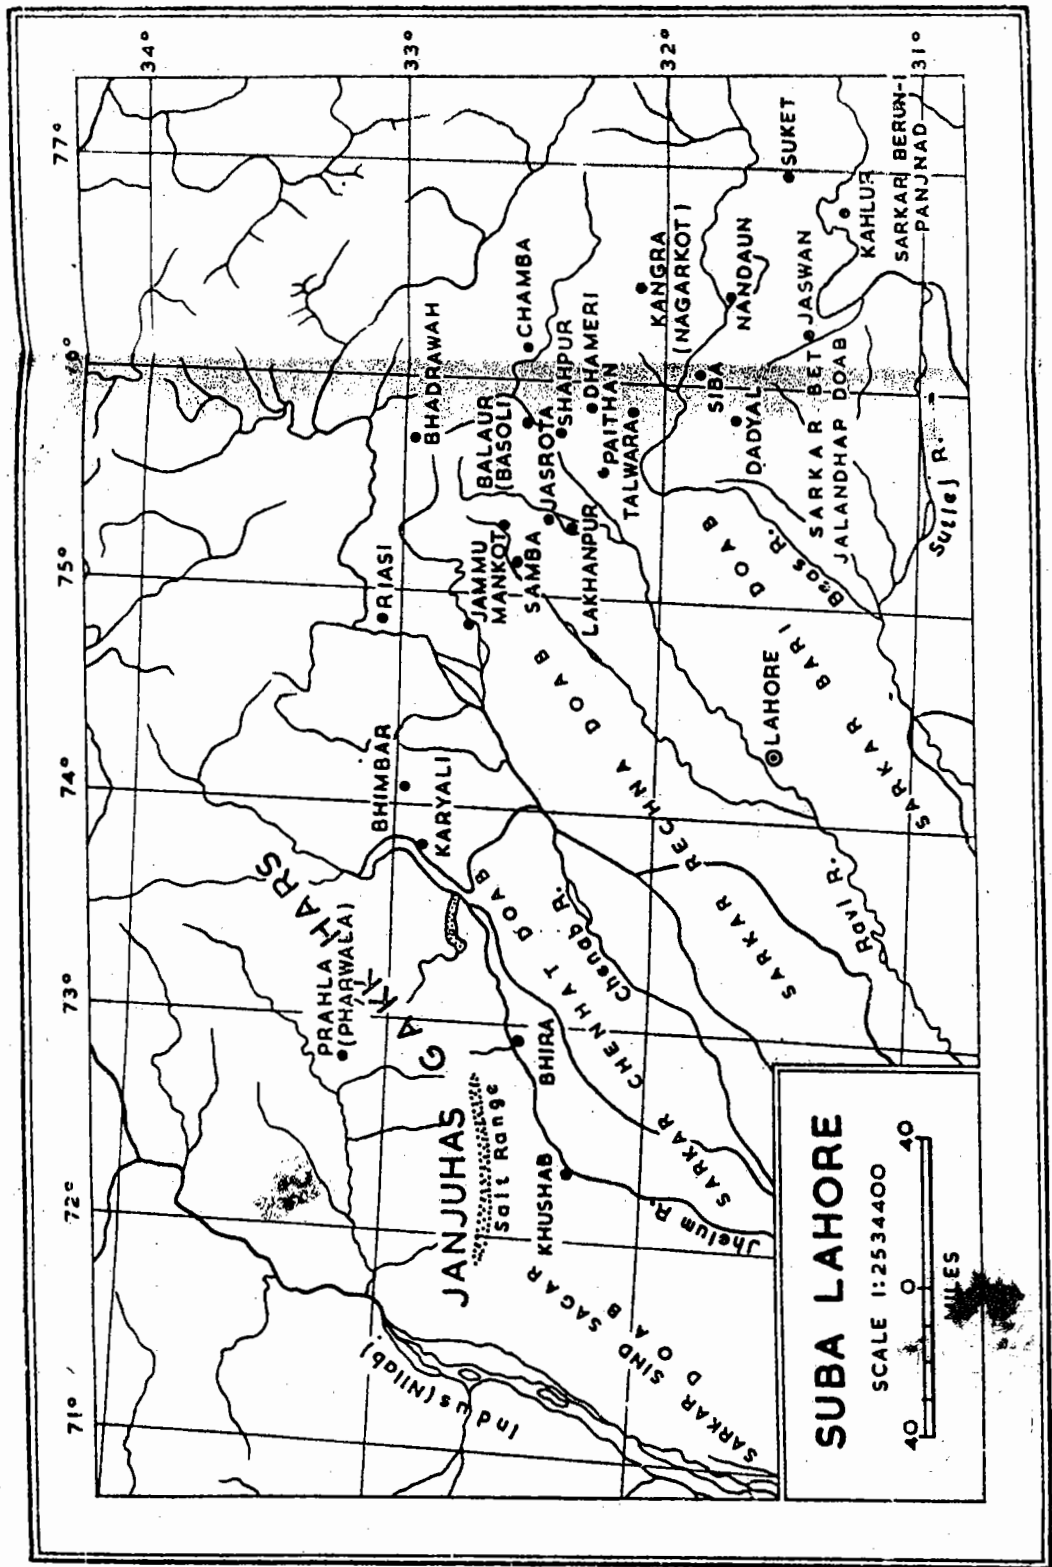 SUBA LAHORE
SCALE 1:2534400
40 0 40
MILES
71°
72°
73°
74°
75°
77°
34°
33°
32°
31°
Indus (Nilab)
SARKAR SIND SAGAR
DOAB
JANJUHAS
Salt Range
KHUSHAB
Jhelum R.
BHIRA
GAKKHARS
PRAHLA
(PHARWALA)
SARKAR CHENHAT DOAB
Chenab R.
BHIMBAR
KARYALI
SARKAR RECHNA DOAB
Ravi R.
LAHORE
SARKAR BARI DOAB
Beas R.
RIASI
JAMMU
MANKOT
SAMBA
LAKHANPUR
JASROTA
BALAUR
(BASOLI)
BHADRAWAH
CHAMBA
SHAHPUR
DHAMERI
PAITHAN
TALWARA
KANGRA
(NAGARKOT)
NANDAUN
SIBA
DADYAL
JASWAN
SARKAR BET
JALANDHAP DOAB
Sutlej R.
SUKET
KAHLUR
SARKAR BERUN-I
PANJNAD